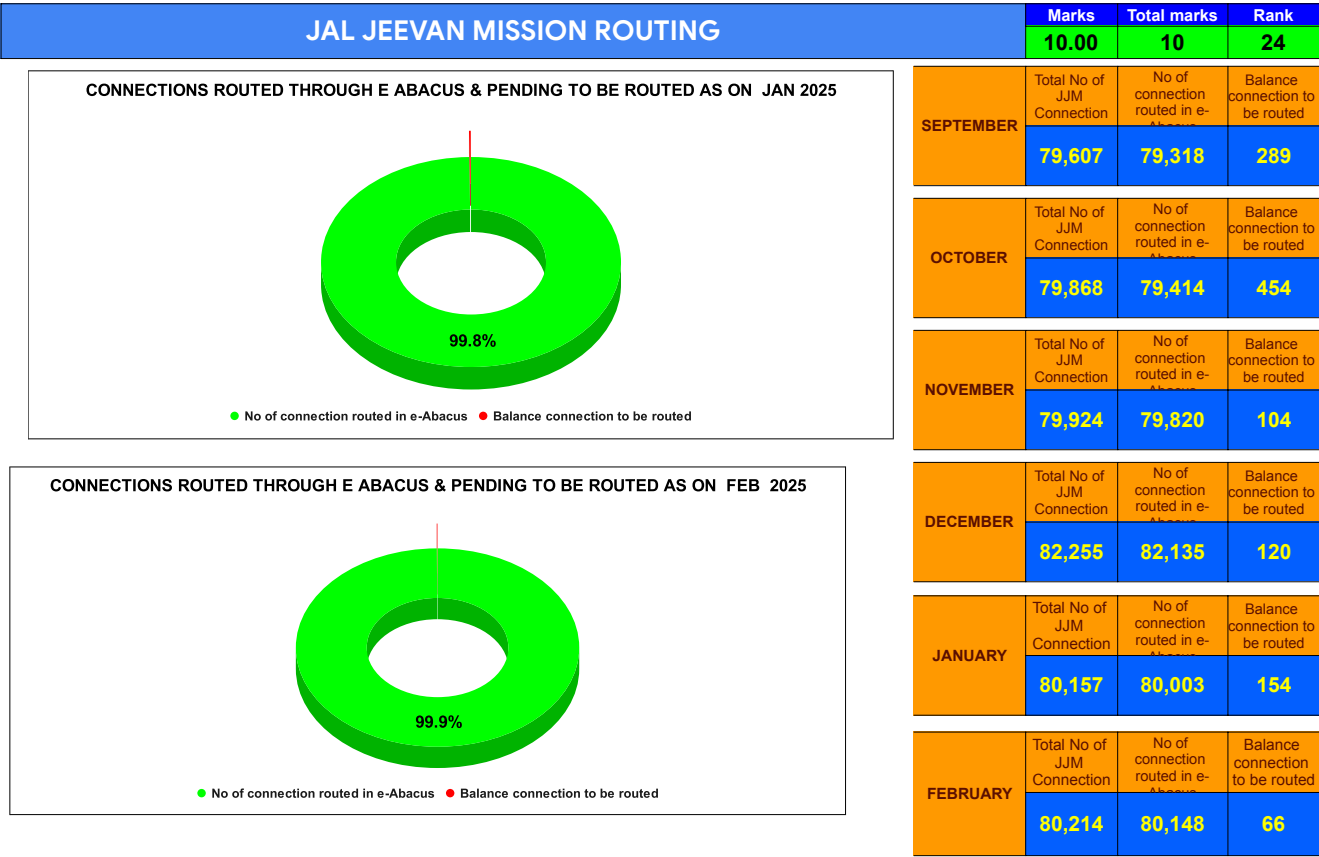 JAL JEEVAN MISSION ROUTING
Marks
Total marks
Rank
10.00
10
24
CONNECTIONS ROUTED THROUGH E ABACUS & PENDING TO BE ROUTED AS ON JAN 2025
99.8%
No of connection routed in e-Abacus
Balance connection to be routed
CONNECTIONS ROUTED THROUGH E ABACUS & PENDING TO BE ROUTED AS ON FEB 2025
99.9%
No of connection routed in e-Abacus
Balance connection to be routed
SEPTEMBER
Total No of
JJM
Connection
No of
connection
routed in e-
Balance
connection to
be routed
79,607
79,318
289
OCTOBER
Total No of
JJM
Connection
No of
connection
routed in e-
Balance
connection to
be routed
79,868
79,414
454
NOVEMBER
Total No of
JJM
Connection
No of
connection
routed in e-
Balance
connection to
be routed
79,924
79,820
104
DECEMBER
Total No of
JJM
Connection
No of
connection
routed in e-
Balance
connection to
be routed
82,255
82,135
120
JANUARY
Total No of
JJM
Connection
No of
connection
routed in e-
Balance
connection to
be routed
80,157
80,003
154
FEBRUARY
Total No of
JJM
Connection
No of
connection
routed in e-
Balance
connection
to be routed
80,214
80,148
66